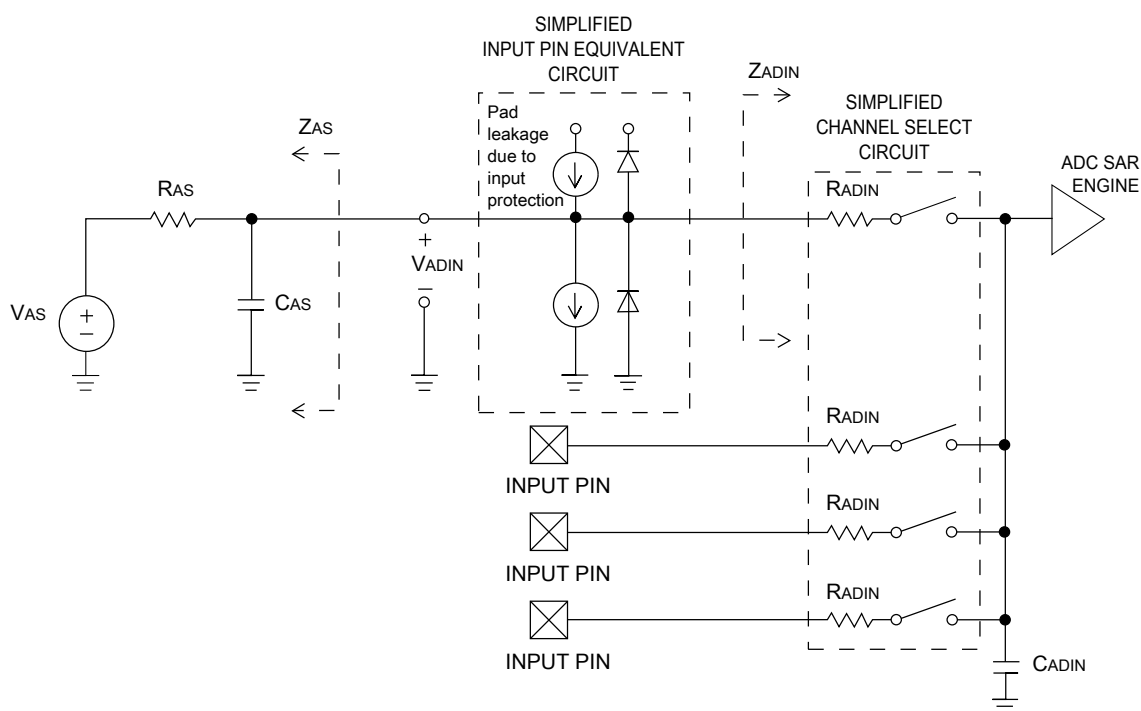 SIMPLIFIED
INPUT PIN EQUIVALENT
CIRCUIT
Pad
leakage
due to
input
protection
ZAS
ZADIN
SIMPLIFIED
CHANNEL SELECT
CIRCUIT
ADC SAR
ENGINE
RAS
RADIN
+
VADIN
–
VAS
+
–
CAS
RADIN
INPUT PIN
RADIN
INPUT PIN
RADIN
INPUT PIN
CADIN